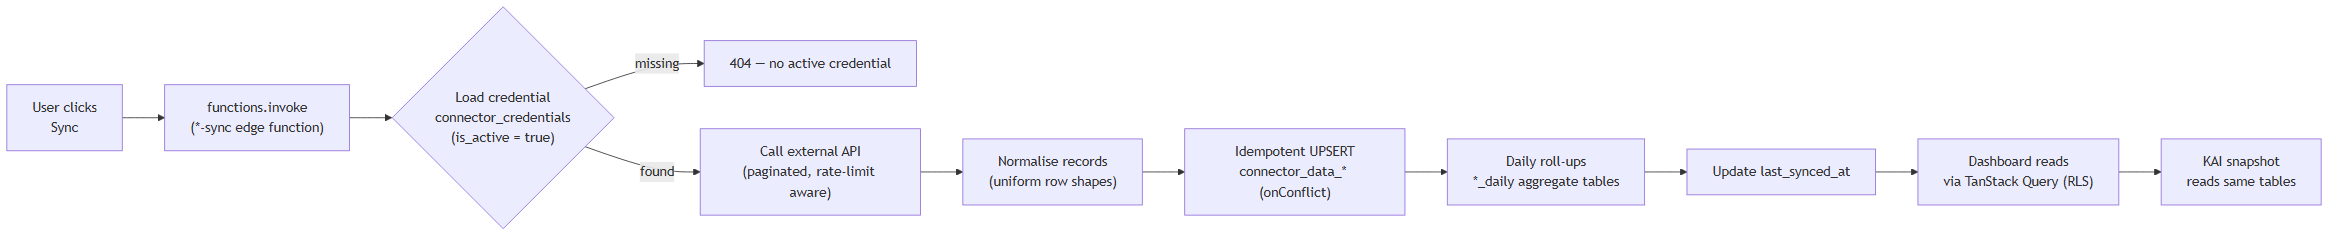 User clicks
Sync
functions.invoke
(*-sync edge function)
Load credential
connector_credentials
(is_active = true)
missing
404 — no active credential
found
Call external API
(paginated, rate-limit
aware)
Normalise records
(uniform row shapes)
Idempotent UPSERT
connector_data_*
(onConflict)
Daily roll-ups
*_daily aggregate tables
Update last_synced_at
Dashboard reads
via TanStack Query (RLS)
KAI snapshot
reads same tables